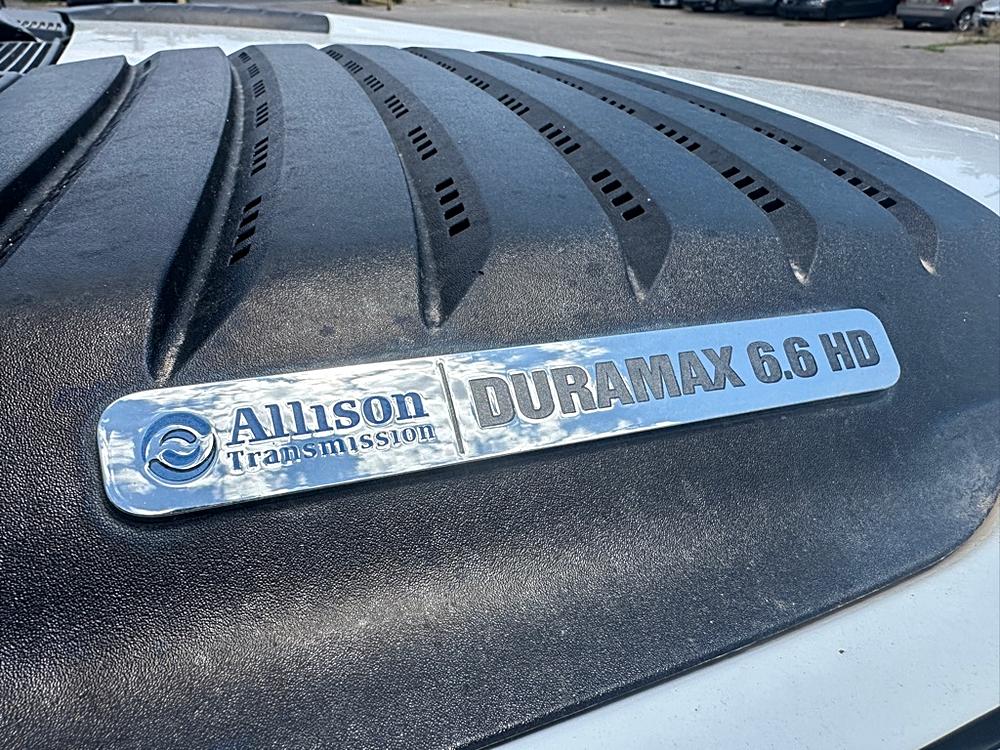 Allison
Transmission
DURAMAX 6.6 HD